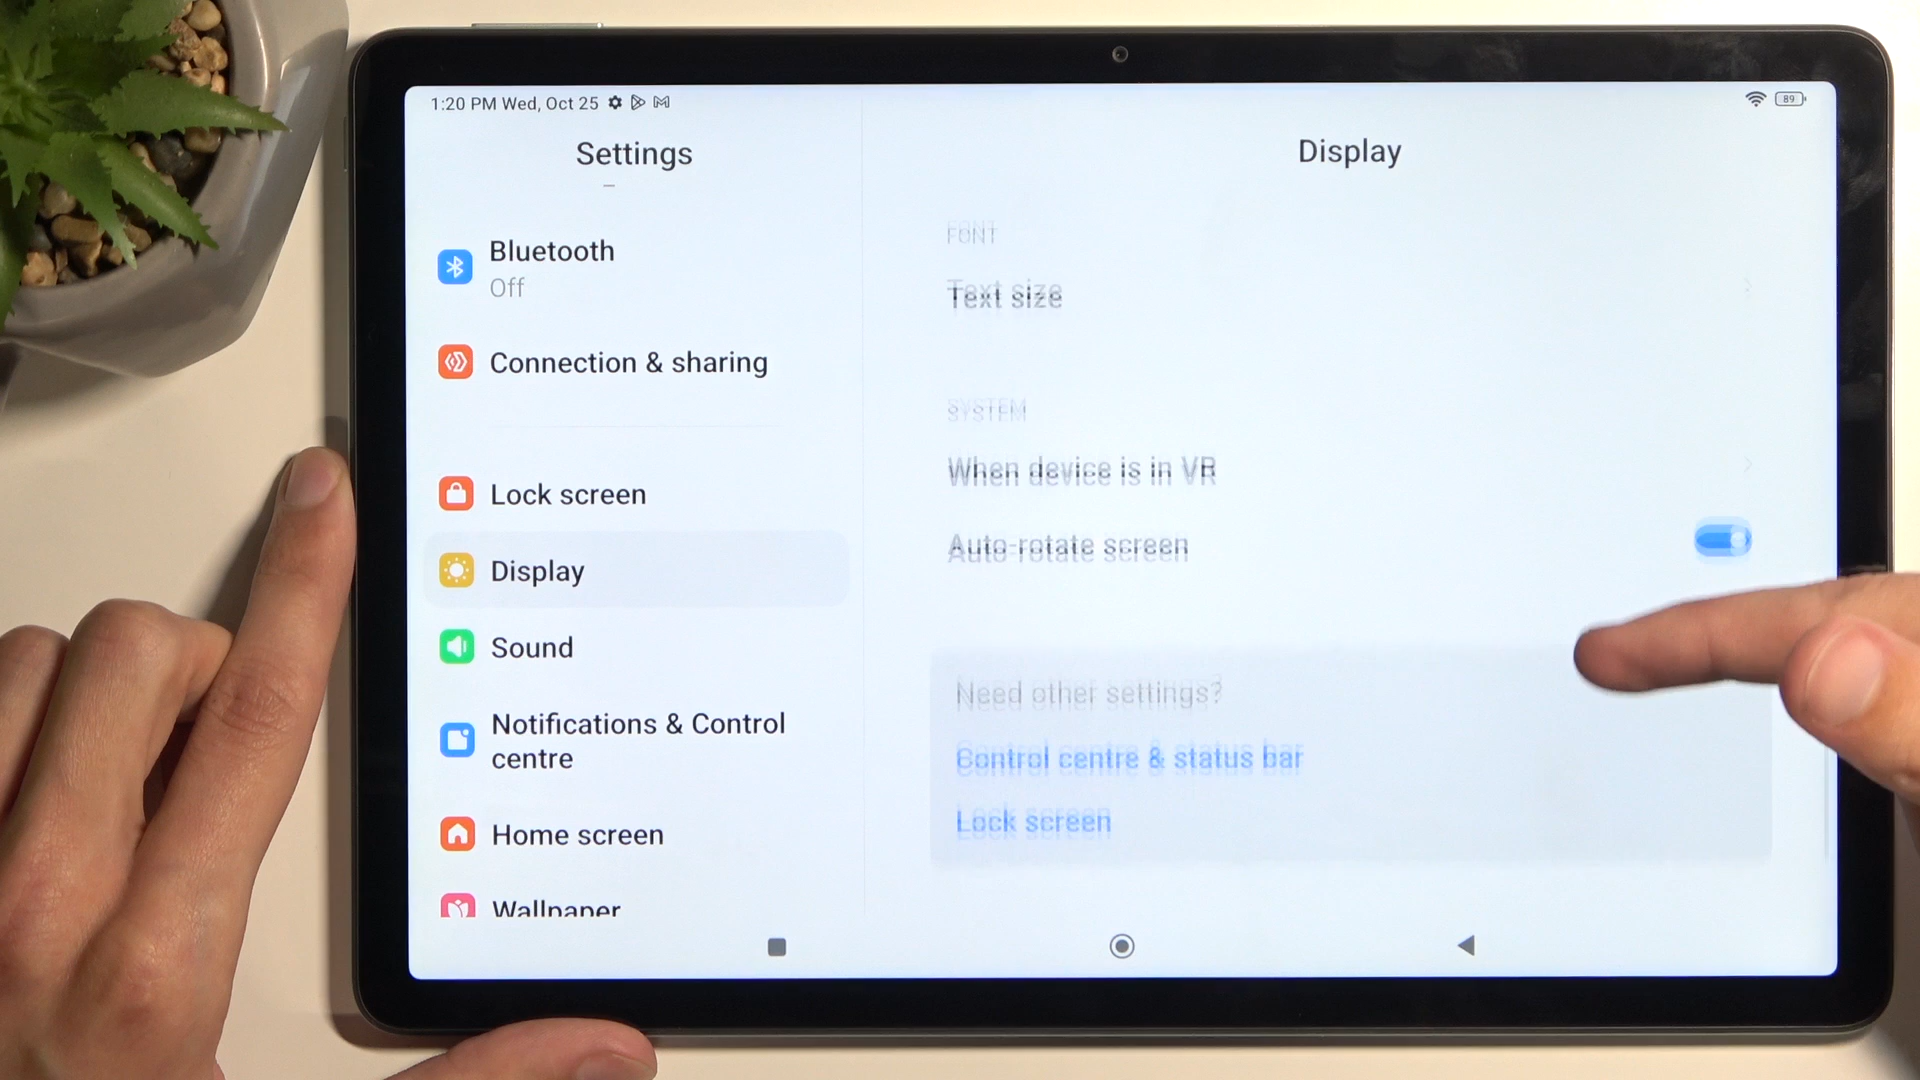 1:20 PM Wed, Oct 25
89
Settings
Bluetooth
Off
Connection & sharing
Lock screen
Display
Sound
Notifications & Control
centre
Home screen
Wallpaper
Display
FONT
Text size
SYSTEM
When device is in VR
Auto-rotate screen
Need other settings?
Control centre & status bar
Lock screen